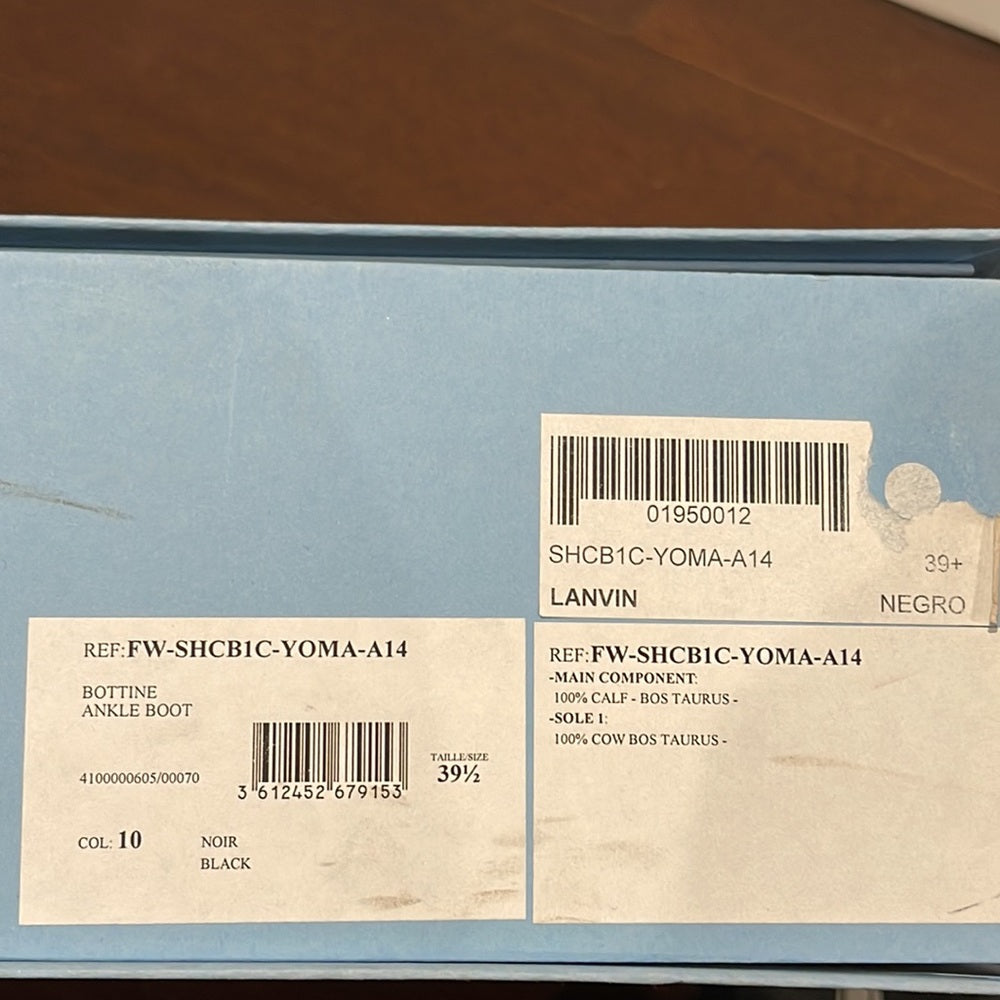 01950012
SHCB1C-YOMA-A14 39+
LANVIN NEGRO
REF:FW-SHCB1C-YOMA-A14
BOTTINE
ANKLE BOOT
TAILLE/SIZE
39½
4100000605/00070
3 612452 679153
COL: 10 NOIR
BLACK
REF:FW-SHCB1C-YOMA-A14
-MAIN COMPONENT:
100% CALF - BOS TAURUS -
-SOLE 1:
100% COW BOS TAURUS -